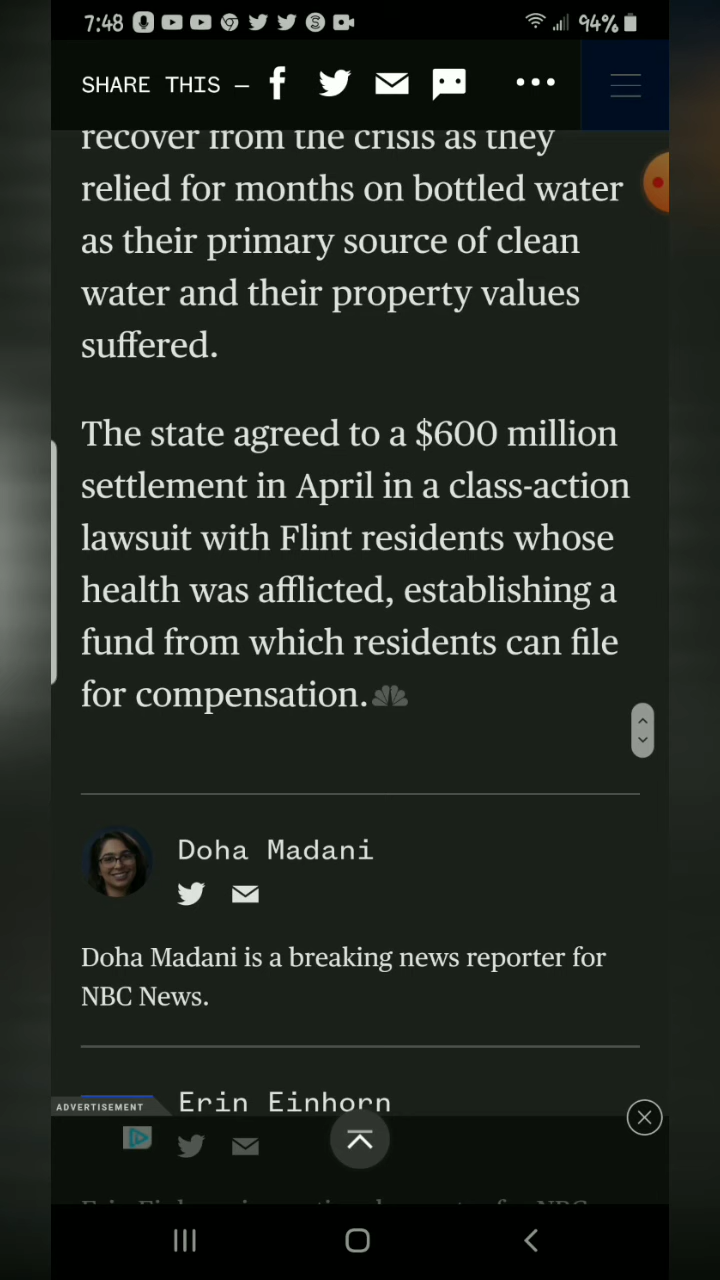 7:48
94%
SHARE THIS –
recover from the crisis as they
relied for months on bottled water
as their primary source of clean
water and their property values
suffered.
The state agreed to a $600 million
settlement in April in a class-action
lawsuit with Flint residents whose
health was afflicted, establishing a
fund from which residents can file
for compensation.
Doha Madani
Doha Madani is a breaking news reporter for
NBC News.
Erin Einhorn
ADVERTISEMENT